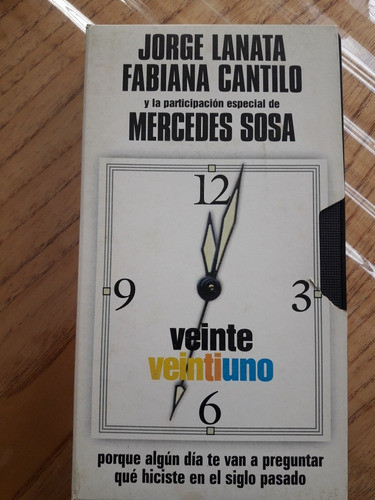 JORGE LANATA
FABIANA CANTILO
y la participación especial de
MERCEDES SOSA
12
9
3
veinte
veintiuno
6
porque algún día te van a preguntar
qué hiciste en el siglo pasado